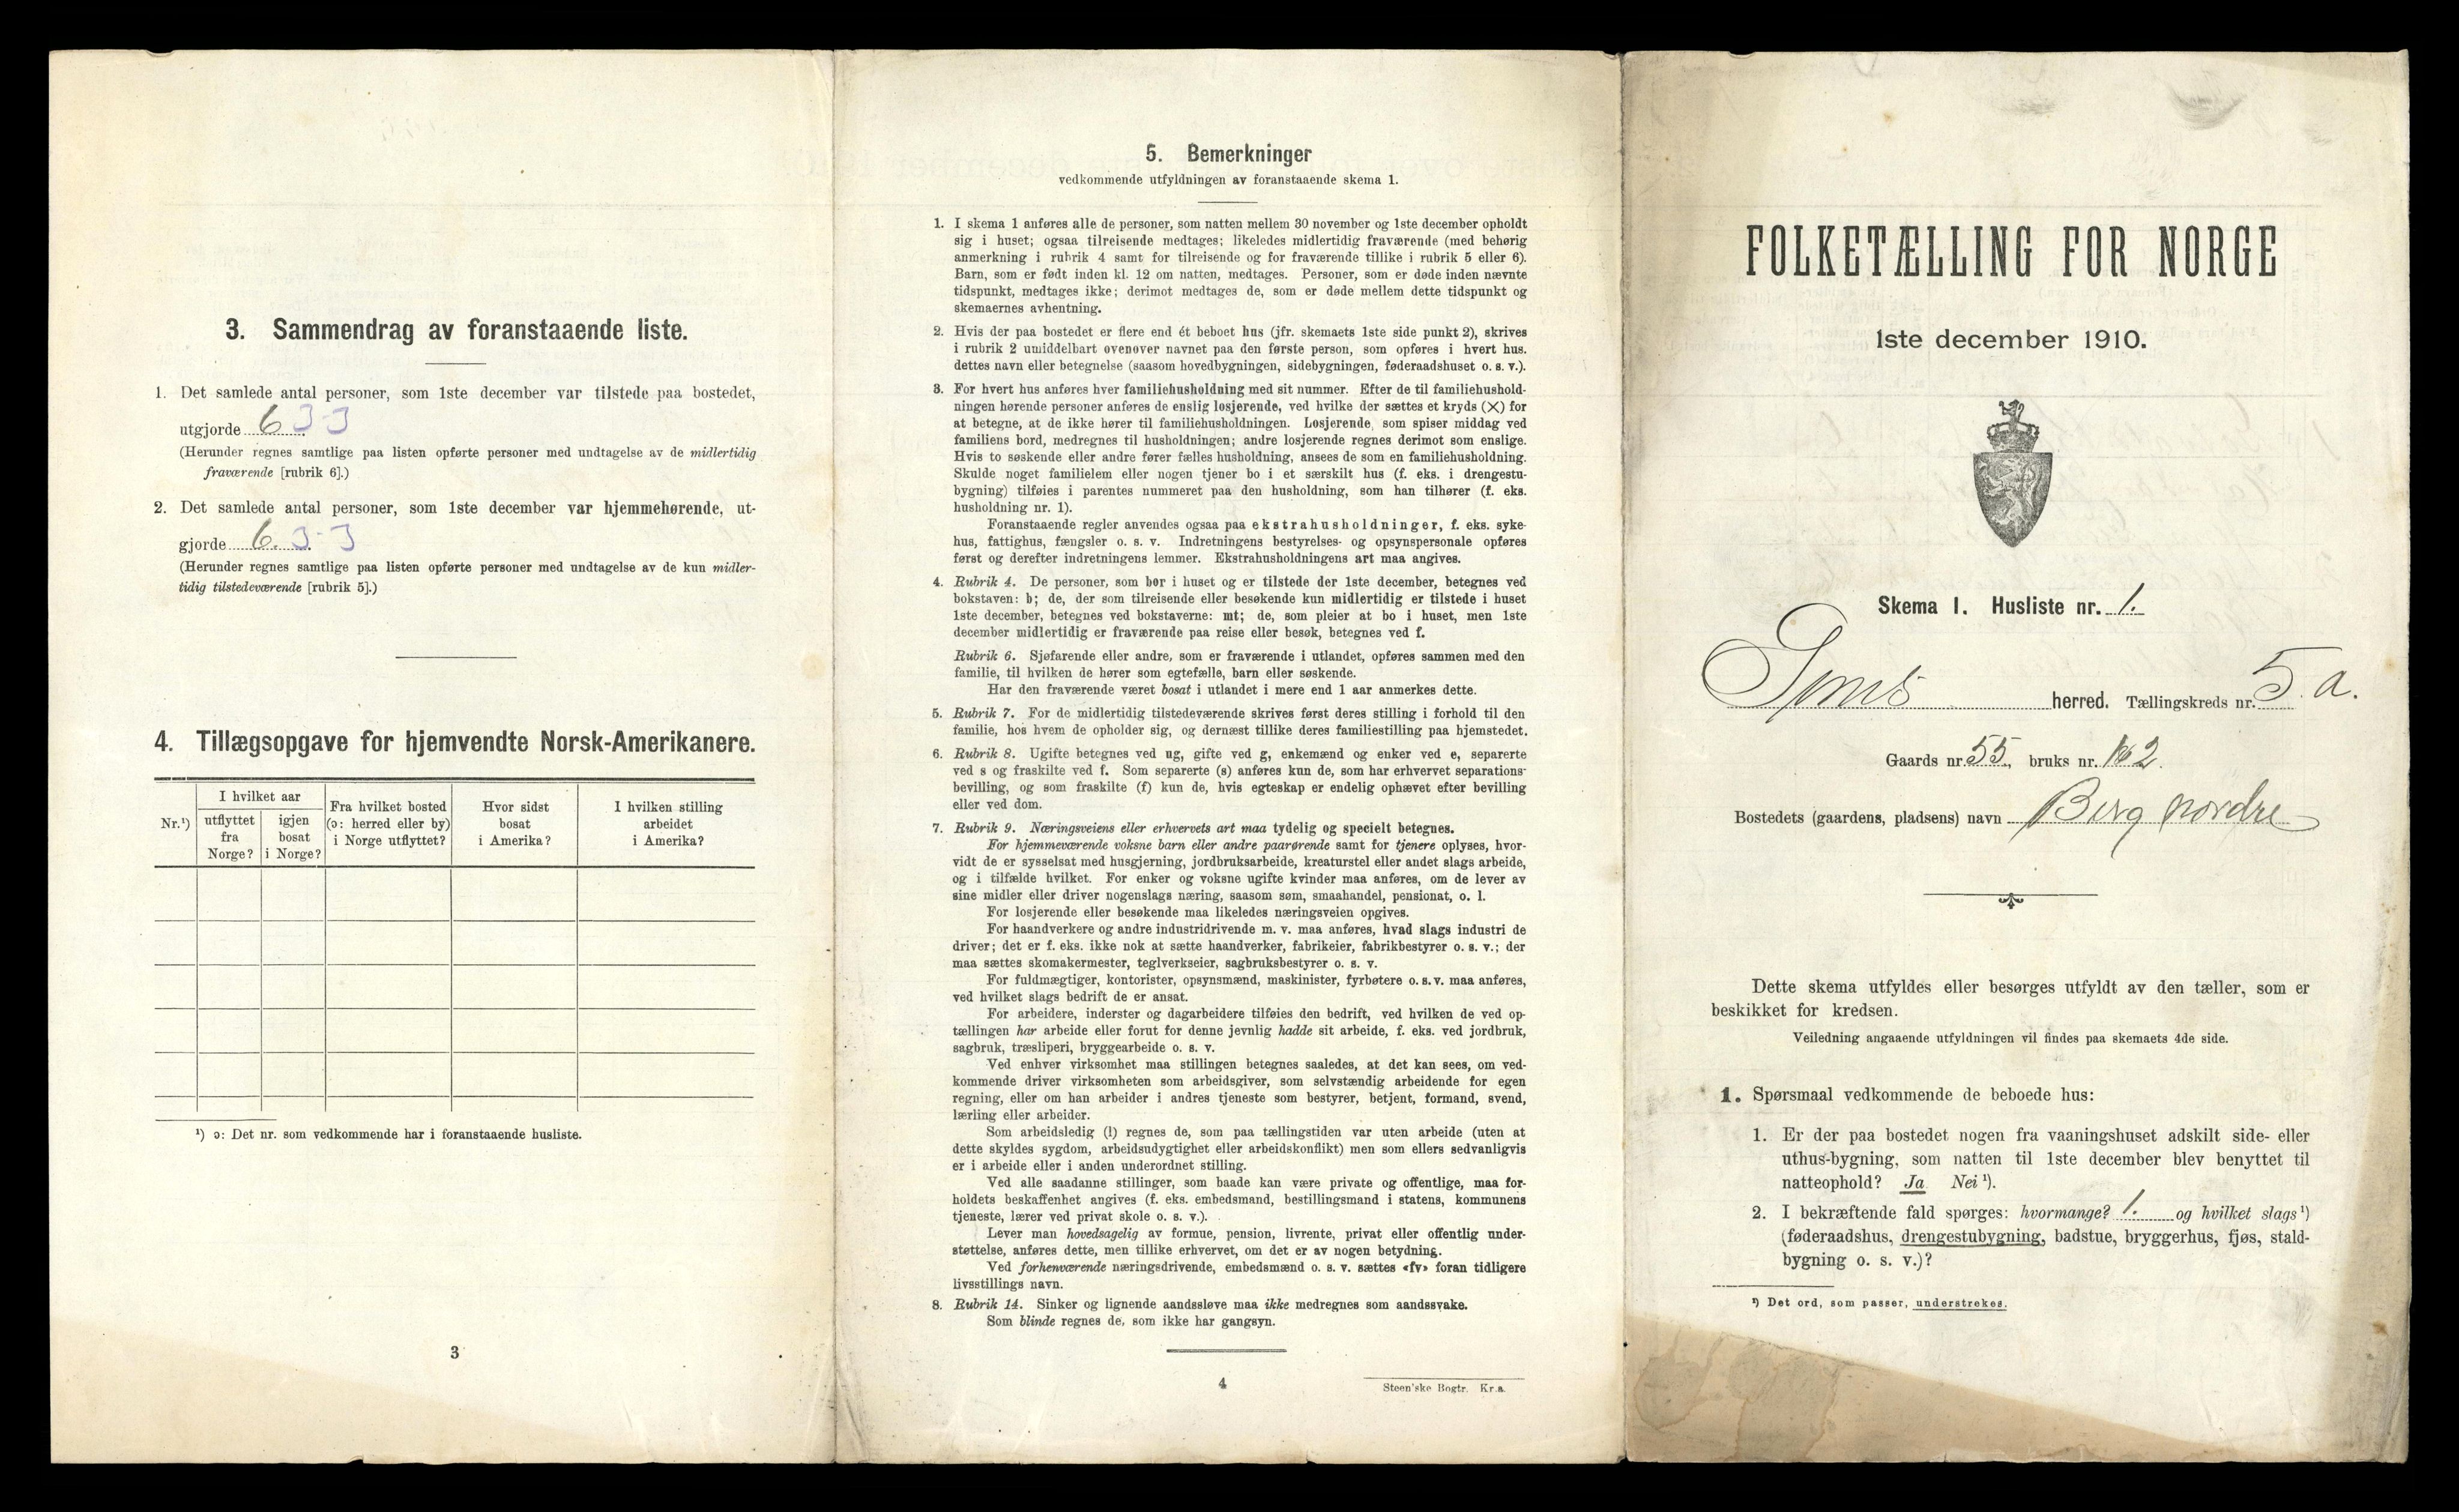 3. Sammendrag av foranstaaende liste.
1. Det samlede antal personer, som 1ste december var tilstede paa bostedet,
utgjorde 6 3-3
(Herunder regnes samtlige paa listen opførte personer med undtagelse av de midlertidig
fraværende [rubrik 6].)
2. Det samlede antal personer, som 1ste december var hjemmehørende, ut-
gjorde 6. 3-3
(Herunder regnes samtlige paa listen opførte personer med undtagelse av de kun midler-
tidig tilstedeværende [rubrik 5].)
4. Tillægsopgave for hjemvendte Norsk-Amerikanere.
Nr.¹)
I hvilket aar
utflyttet
fra
Norge?
igjen
bosat
i Norge?
Fra hvilket bosted
(ɔ: herred eller by)
i Norge utflyttet?
Hvor sidst
bosat
i Amerika?
I hvilken stilling
arbeidet
i Amerika?
¹) ɔ: Det nr. som vedkommende har i foranstaaende husliste.
3
5. Bemerkninger
vedkommende utfyldningen av foranstaaende skema 1.
1. I skema 1 anføres alle de personer, som natten mellem 30 november og 1ste december opholdt
sig i huset; ogsaa tilreisende medtages; likeledes midlertidig fraværende (med behørig
anmerkning i rubrik 4 samt for tilreisende og for fraværende tillike i rubrik 5 eller 6).
Barn, som er født inden kl. 12 om natten, medtages. Personer, som er døde inden nævnte
tidspunkt, medtages ikke; derimot medtages de, som er døde mellem dette tidspunkt og
skemaernes avhentning.
2. Hvis der paa bostedet er flere end ét beboet hus (jfr. skemaets 1ste side punkt 2), skrives
i rubrik 2 umiddelbart ovenover navnet paa den første person, som opføres i hvert hus.
dettes navn eller betegnelse (saasom hovedbygningen, sidebygningen, føderaadshuset o. s. v.).
3. For hvert hus anføres hver familiehusholdning med sit nummer. Efter de til familiehushold-
ningen hørende personer anføres de enslig losjerende, ved hvilke der sættes et kryds (×) for
at betegne, at de ikke hører til familiehusholdningen. Losjerende, som spiser middag ved
familiens bord, medregnes til husholdningen; andre losjerende regnes derimot som enslige.
Hvis to søskende eller andre fører fælles husholdning, ansees de som en familiehusholdning.
Skulde noget familielem eller nogen tjener bo i et særskilt hus (f. eks. i drengestu-
bygning) tilføies i parentes nummeret paa den husholdning, som han tilhører (f. eks.
husholdning nr. 1).
Foranstaaende regler anvendes ogsaa paa ekstrahusholdninger, f. eks. syke-
hus, fattighus, fængsler o. s. v. Indretningens bestyrelses- og opsynspersonale opføres
først og derefter indretningens lemmer. Ekstrahusholdningens art maa angives.
4. Rubrik 4. De personer, som bor i huset og er tilstede der 1ste december, betegnes ved
bokstaven: b; de, der som tilreisende eller besøkende kun midlertidig er tilstede i huset
1ste december, betegnes ved bokstaverne: mt; de, som pleier at bo i huset, men 1ste
december midlertidig er fraværende paa reise eller besøk, betegnes ved f.
Rubrik 6. Sjøfarende eller andre, som er fraværende i utlandet, opføres sammen med den
familie, til hvilken de hører som egtefælle, barn eller søskende.
Har den fraværende været bosat i utlandet i mere end 1 aar anmerkes dette.
5. Rubrik 7. For de midlertidig tilstedeværende skrives først deres stilling i forhold til den
familie, hos hvem de opholder sig, og dernæst tillike deres familiestilling paa hjemstedet.
6. Rubrik 8. Ugifte betegnes ved ug, gifte ved g, enkemænd og enker ved e, separerte
ved s og fraskilte ved f. Som separerte (s) anføres kun de, som har erhvervet separations-
bevilling, og som fraskilte (f) kun de, hvis egteskap er endelig ophævet efter bevilling
eller ved dom.
7. Rubrik 9. Næringsveiens eller erhvervets art maa tydelig og specielt betegnes.
For hjemmeværende voksne barn eller andre paarørende samt for tjenere oplyses, hvor-
vidt de er sysselsat med husgjerning, jordbruksarbeide, kreaturstel eller andet slags arbeide,
og i tilfælde hvilket. For enker og voksne ugifte kvinder maa anføres, om de lever av
sine midler eller driver nogenslags næring, saasom søm, smaahandel, pensionat, o. l.
For losjerende eller besøkende maa likeledes næringsveien opgives.
For haandverkere og andre industridrivende m. v. maa anføres, hvad slags industri de
driver; det er f. eks. ikke nok at sætte haandverker, fabrikeier, fabrikbestyrer o. s. v.; der
maa sættes skomakermester, teglverkseier, sagbruksbestyrer o. s. v.
For fuldmægtiger, kontorister, opsynsmænd, maskinister, fyrbøtere o. s. v. maa anføres,
ved hvilket slags bedrift de er ansat.
For arbeidere, inderster og dagarbeidere tilføies den bedrift, ved hvilken de ved op-
tællingen har arbeide eller forut for denne jevnlig hadde sit arbeide, f. eks. ved jordbruk,
sagbruk, træsliperi, bryggearbeide o. s. v.
Ved enhver virksomhet maa stillingen betegnes saaledes, at det kan sees, om ved-
kommende driver virksomheten som arbeidsgiver, som selvstændig arbeidende for egen
regning, eller om han arbeider i andres tjeneste som bestyrer, betjent, formand, svend,
lærling eller arbeider.
Som arbeidsledig (l) regnes de, som paa tællingstiden var uten arbeide (uten at
dette skyldes sygdom, arbeidsudygtighet eller arbeidskonflikt) men som ellers sedvanligvis
er i arbeide eller i anden underordnet stilling.
Ved alle saadanne stillinger, som baade kan være private og offentlige, maa for-
holdets beskaffenhet angives (f. eks. embedsmand, bestillingsmand i statens, kommunens
tjeneste, lærer ved privat skole o. s. v.).
Lever man hovedsagelig av formue, pension, livrente, privat eller offentlig under-
støttelse, anføres dette, men tillike erhvervet, om det er av nogen betydning.
Ved forhenværende næringsdrivende, embedsmænd o. s. v. sættes «fv» foran tidligere
livsstillings navn.
8. Rubrik 14. Sinker og lignende aandssløve maa ikke medregnes som aandssvake.
Som blinde regnes de, som ikke har gangsyn.
4
Steen'ske Bogtr. Kr.a.
FOLKETÆLLING FOR NORGE
1ste december 1910.
Skema I. Husliste nr. 1.
herred. Tællingskreds nr. 5. a.
Gaards nr. 55, bruks nr. 2.
Bostedets (gaardens, pladsens) navn Berg nordre
Dette skema utfyldes eller besørges utfyldt av den tæller, som er
beskikket for kredsen.
Veiledning angaaende utfyldningen vil findes paa skemaets 4de side.
1. Spørsmaal vedkommende de beboede hus:
1. Er der paa bostedet nogen fra vaaningshuset adskilt side- eller
uthus-bygning, som natten til 1ste december blev benyttet til
natteophold? Ja Nei ¹).
2. I bekræftende fald spørges: hvormange? 1. og hvilket slags ¹)
(føderaadshus, drengestubygning, badstue, bryggerhus, fjøs, stald-
bygning o. s. v.)?
¹) Det ord, som passer, understrekes.